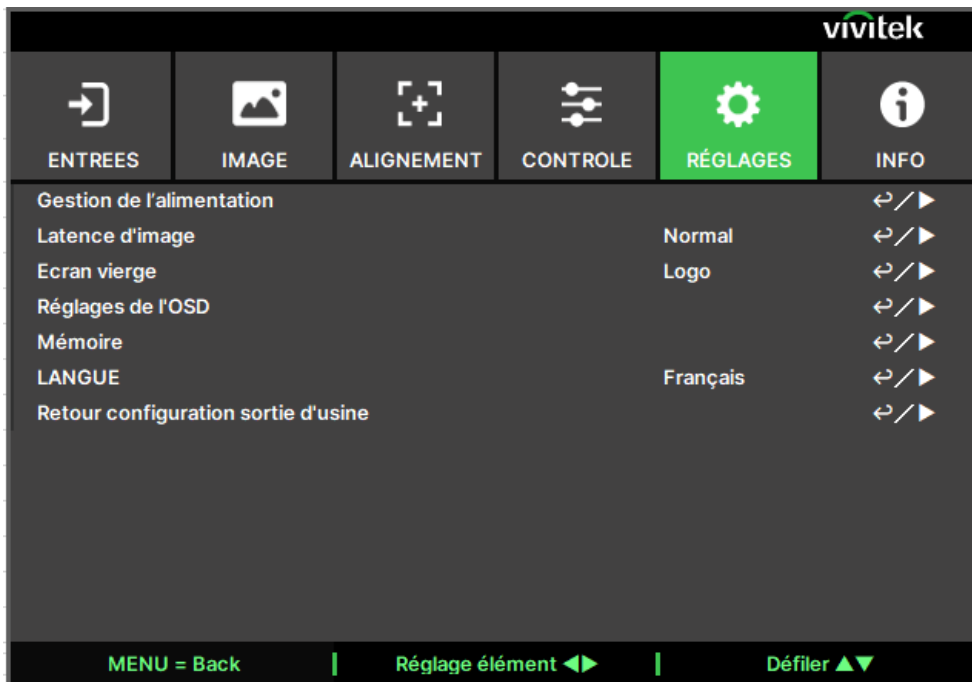 vivitek
ENTREES IMAGE ALIGNEMENT CONTROLE RÉGLAGES INFO
Gestion de l'alimentation
Latence d'image Normal
Ecran vierge Logo
Réglages de l'OSD
Mémoire
LANGUE Français
Retour configuration sortie d'usine
MENU = Back Réglage élément ◀▶ Défiler ▲▼